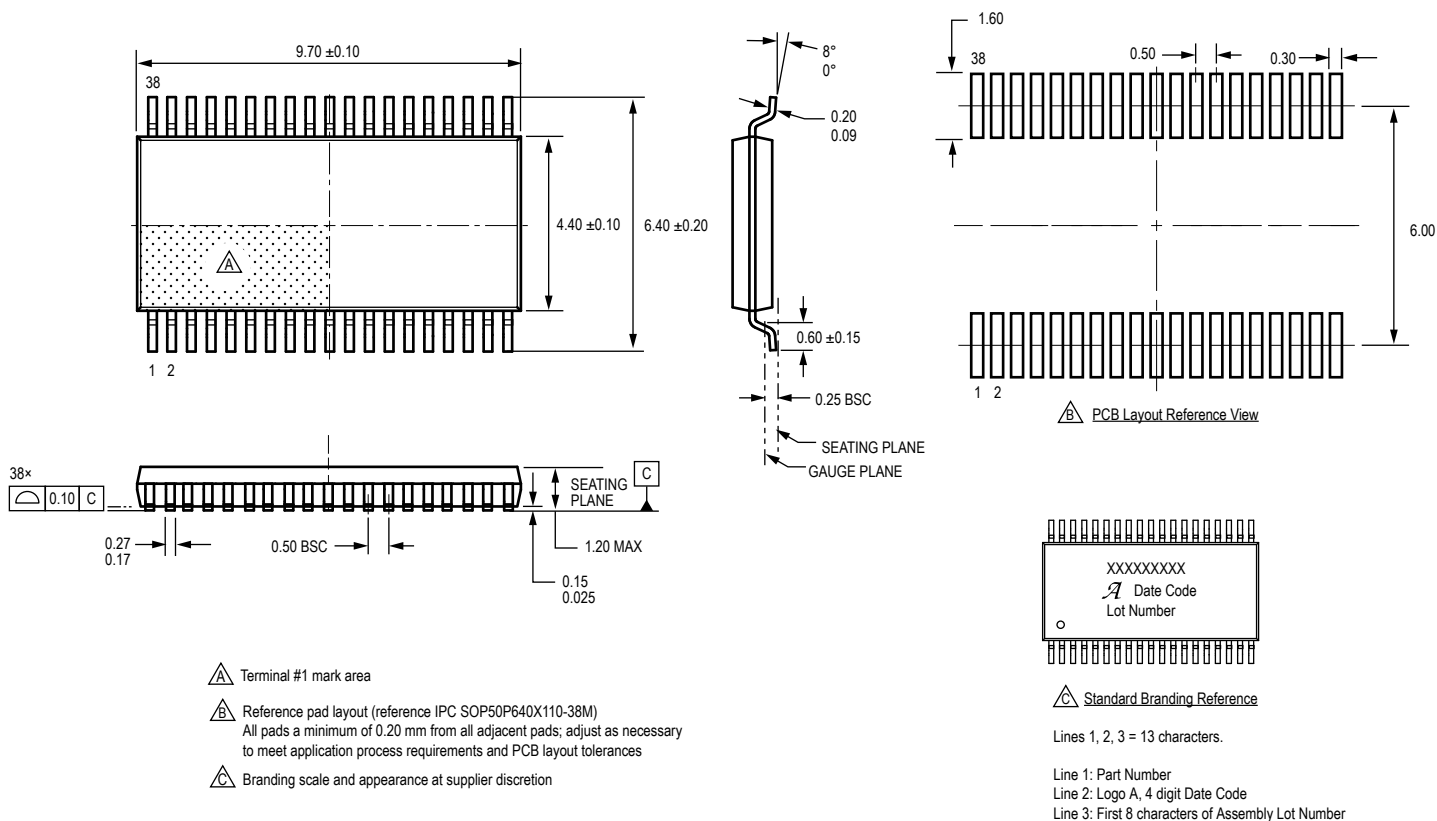 9.70 ±0.10
38
4.40 ±0.10
6.40 ±0.20
A
1 2
8°
0°
0.20
0.09
0.60 ±0.15
0.25 BSC
SEATING PLANE
GAUGE PLANE
1.60
38
0.50
0.30
6.00
1 2
B PCB Layout Reference View
38×
0.10 C
SEATING
PLANE
C
0.27
0.17
0.50 BSC
1.20 MAX
0.15
0.025
XXXXXXXXX
A Date Code
Lot Number
C Standard Branding Reference
Lines 1, 2, 3 = 13 characters.
Line 1: Part Number
Line 2: Logo A, 4 digit Date Code
Line 3: First 8 characters of Assembly Lot Number
A Terminal #1 mark area
B Reference pad layout (reference IPC SOP50P640X110-38M)
All pads a minimum of 0.20 mm from all adjacent pads; adjust as necessary
to meet application process requirements and PCB layout tolerances
C Branding scale and appearance at supplier discretion